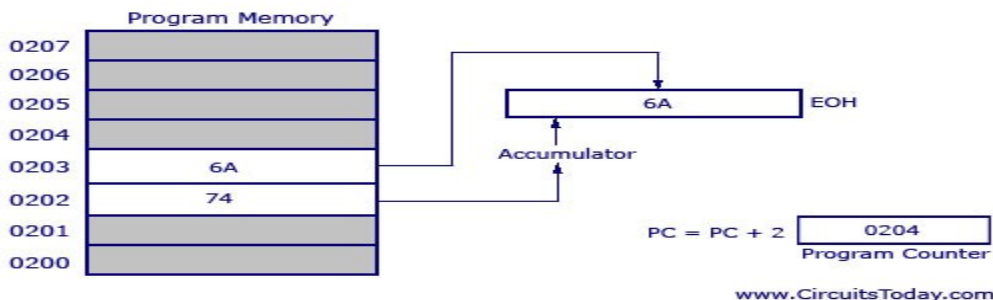 Program Memory
0207
0206
0205
0204
0203
6A
0202
74
0201
0200
6A
EOH
Accumulator
PC = PC + 2
0204
Program Counter
www.CircuitsToday.com